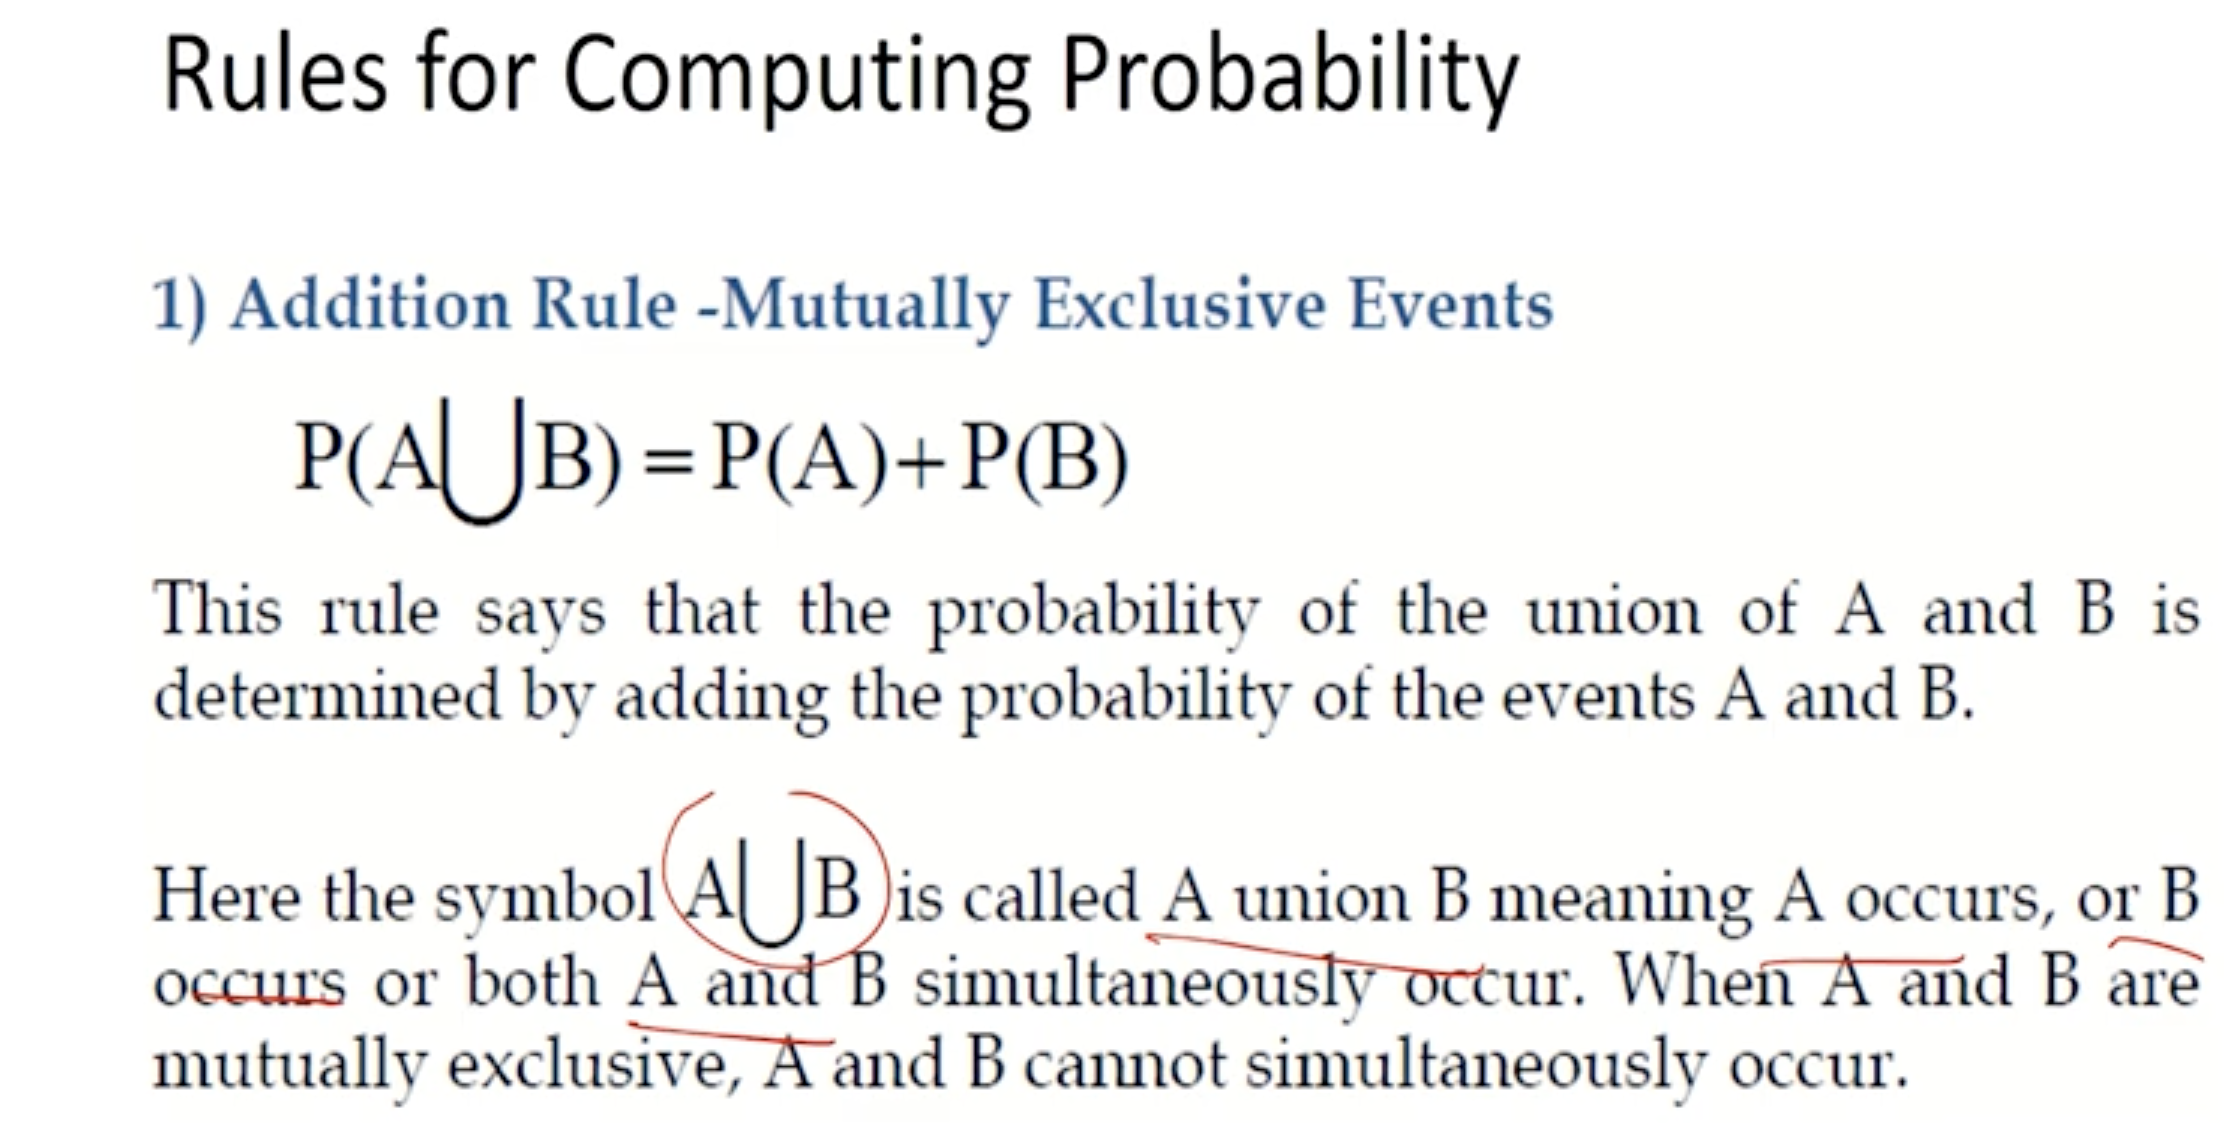 Rules for Computing Probability
1) Addition Rule -Mutually Exclusive Events
P(A⋃B) = P(A)+P(B)
This rule says that the probability of the union of A and B is
determined by adding the probability of the events A and B.
Here the symbol A⋃B is called A union B meaning A occurs, or B
occurs or both A and B simultaneously occur. When A and B are
mutually exclusive, A and B cannot simultaneously occur.